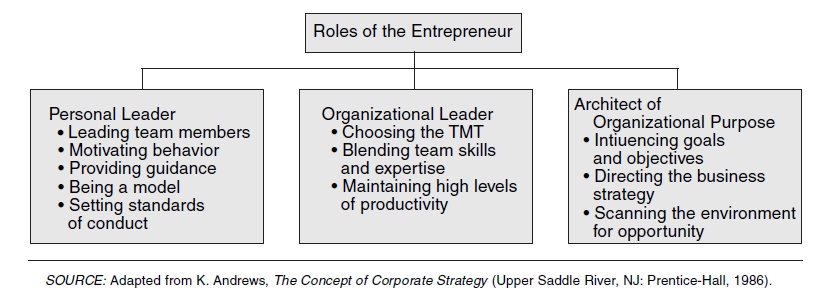 Roles of the Entrepreneur
Personal Leader
• Leading team members
• Motivating behavior
• Providing guidance
• Being a model
• Setting standards
of conduct
Organizational Leader
• Choosing the TMT
• Blending team skills
and expertise
• Maintaining high levels
of productivity
Architect of
Organizational Purpose
• Intiuencing goals
and objectives
• Directing the business
strategy
• Scanning the environment
for opportunity
SOURCE: Adapted from K. Andrews, The Concept of Corporate Strategy (Upper Saddle River, NJ: Prentice-Hall, 1986).